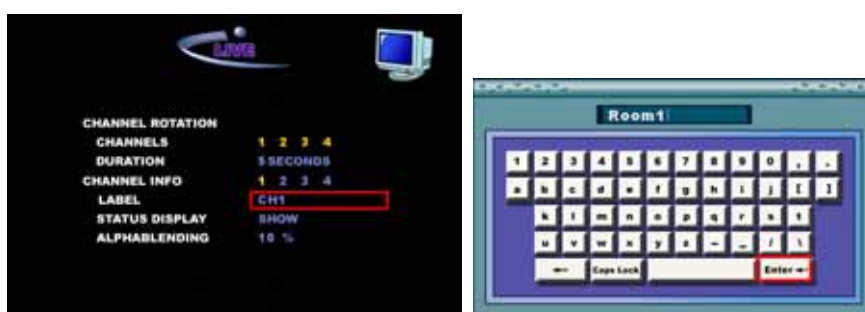 LIVE
CHANNEL ROTATION
CHANNELS 1 2 3 4
DURATION 5 SECONDS
CHANNEL INFO 1 2 3 4
LABEL CH1
STATUS DISPLAY SHOW
ALPHABLENDING 10 %
Room1
1 2 3 4 5 6 7 8 9 0 , .
a b c d e f g h i j [ ]
k l m n o p q r s t
u v w x y z - _ / \
← Caps Lock Enter ←